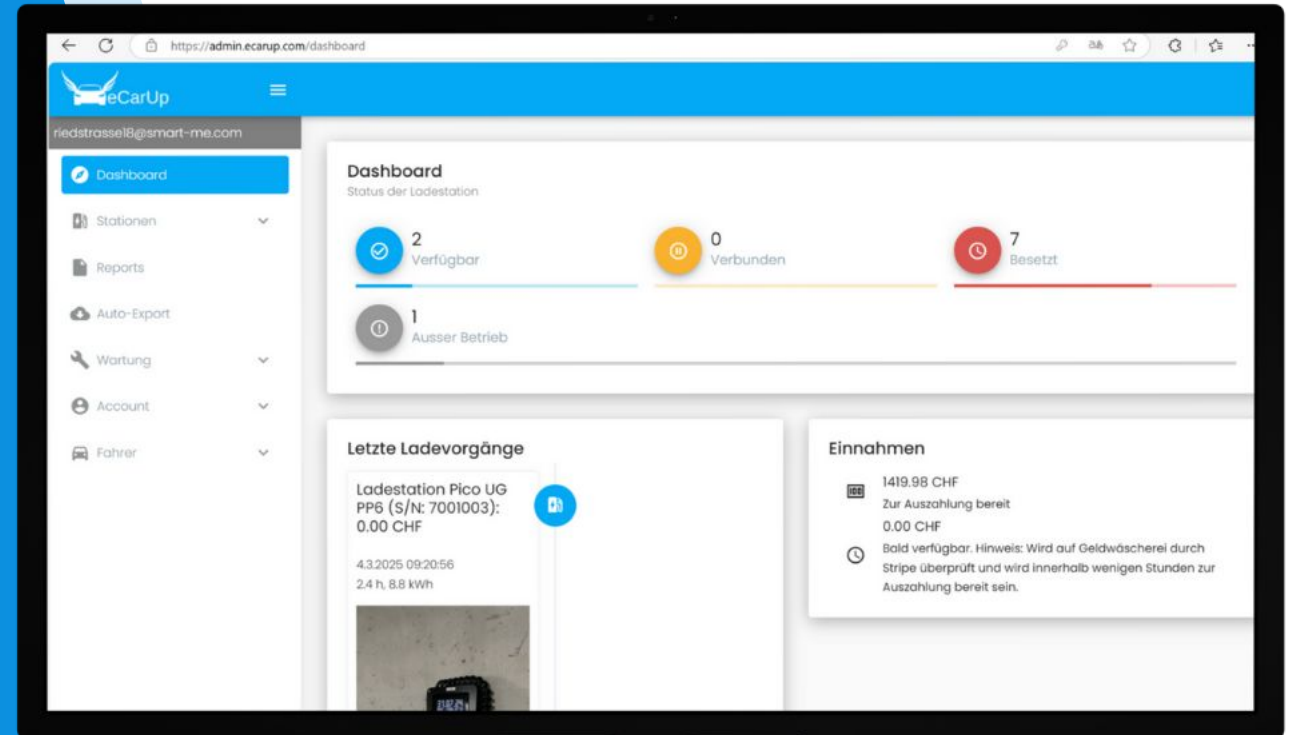 https://admin.ecarup.com/dashboard
eCarUp
riedstrasse18@smart-me.com
Dashboard
Stationen
Reports
Auto-Export
Wartung
Account
Fahrer
Dashboard
Status der Ladestation
2
Verfügbar
0
Verbunden
7
Besetzt
1
Ausser Betrieb
Letzte Ladevorgänge
Ladestation Pico UG
PP6 (S/N: 7001003):
0.00 CHF
4.3.2025 09:20:56
2.4 h, 8.8 kWh
Einnahmen
1419.98 CHF
Zur Auszahlung bereit
0.00 CHF
Bald verfügbar. Hinweis: Wird auf Geldwäscherei durch
Stripe überprüft und wird innerhalb wenigen Stunden zur
Auszahlung bereit sein.